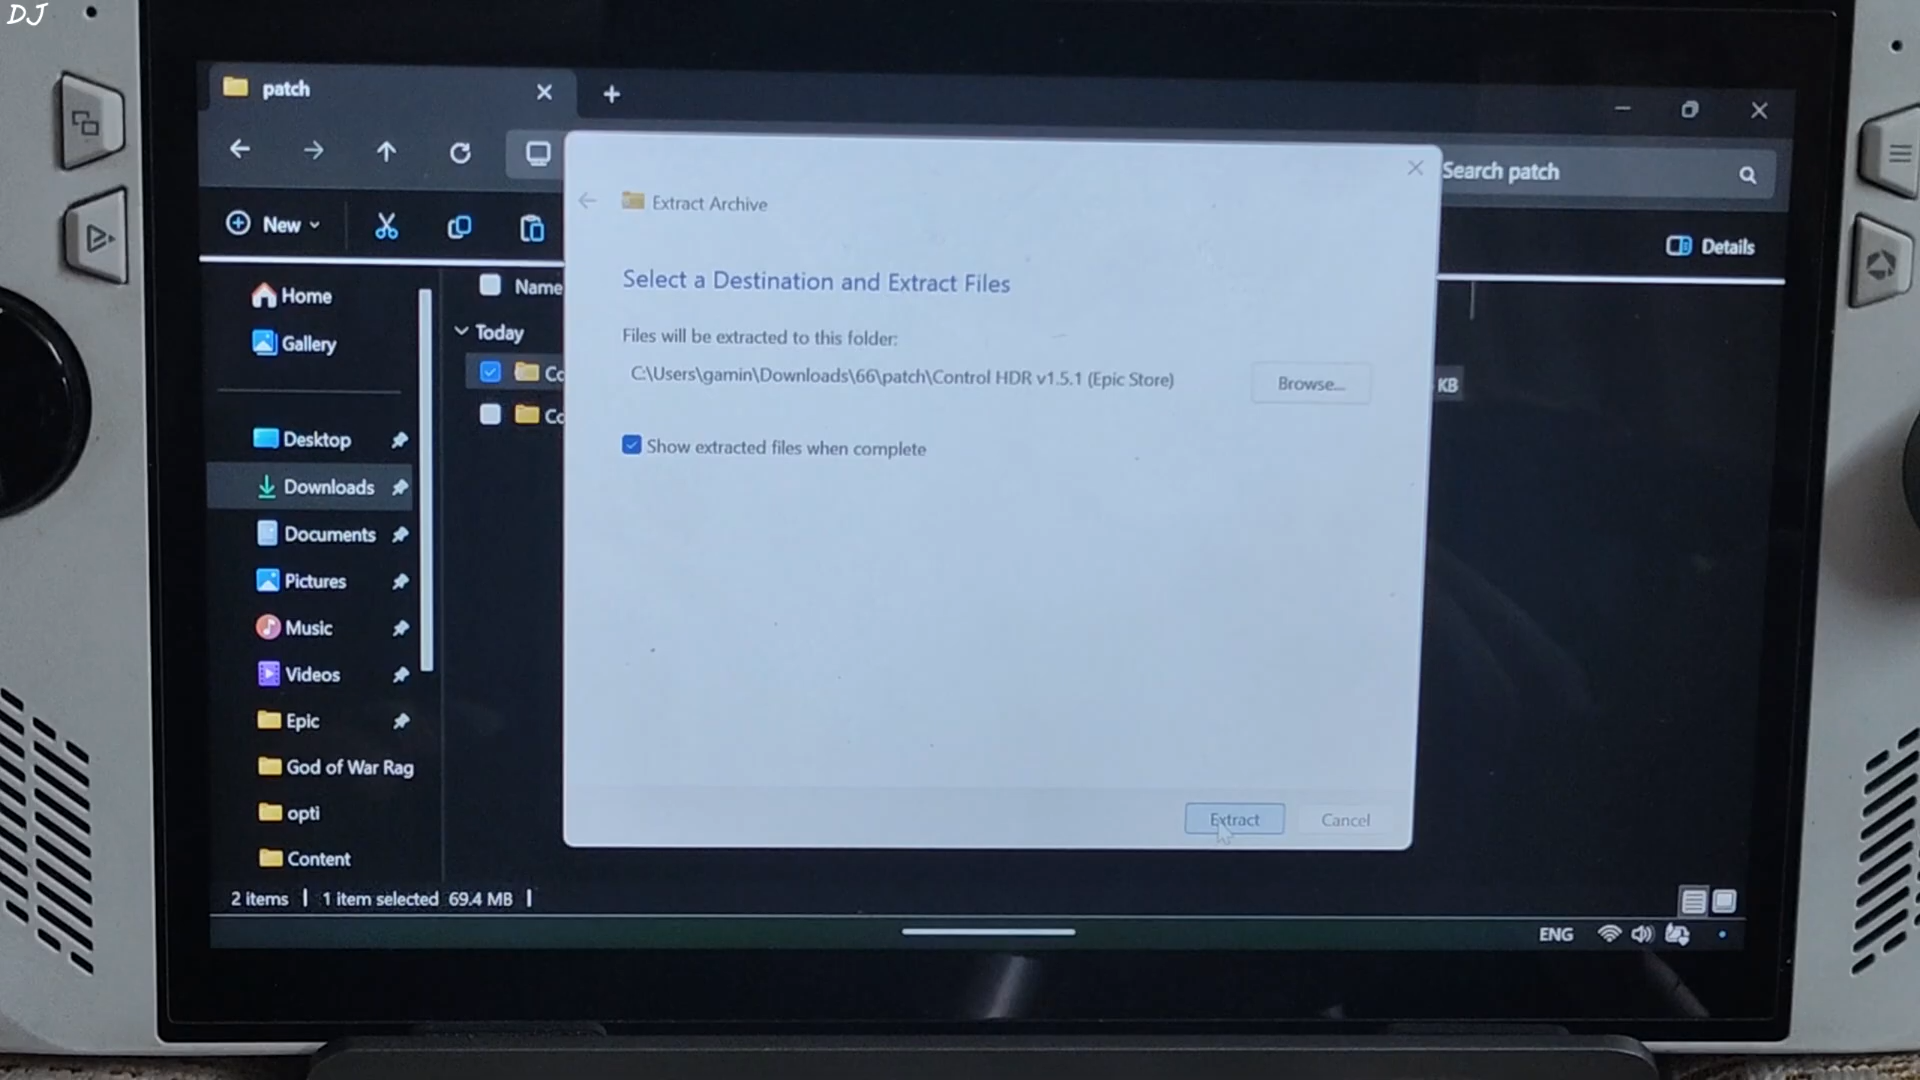 DJ
patch
Search patch
New
Details
Extract Archive
Select a Destination and Extract Files
Files will be extracted to this folder:
C:\Users\gamin\Downloads\66\patch\Control HDR v1.5.1 (Epic Store)
Browse...
Show extracted files when complete
Extract
Cancel
Home
Gallery
Desktop
Downloads
Documents
Pictures
Music
Videos
Epic
God of War Rag
opti
Content
Name
Today
Co
KB
Co
2 items
1 item selected 69.4 MB
ENG